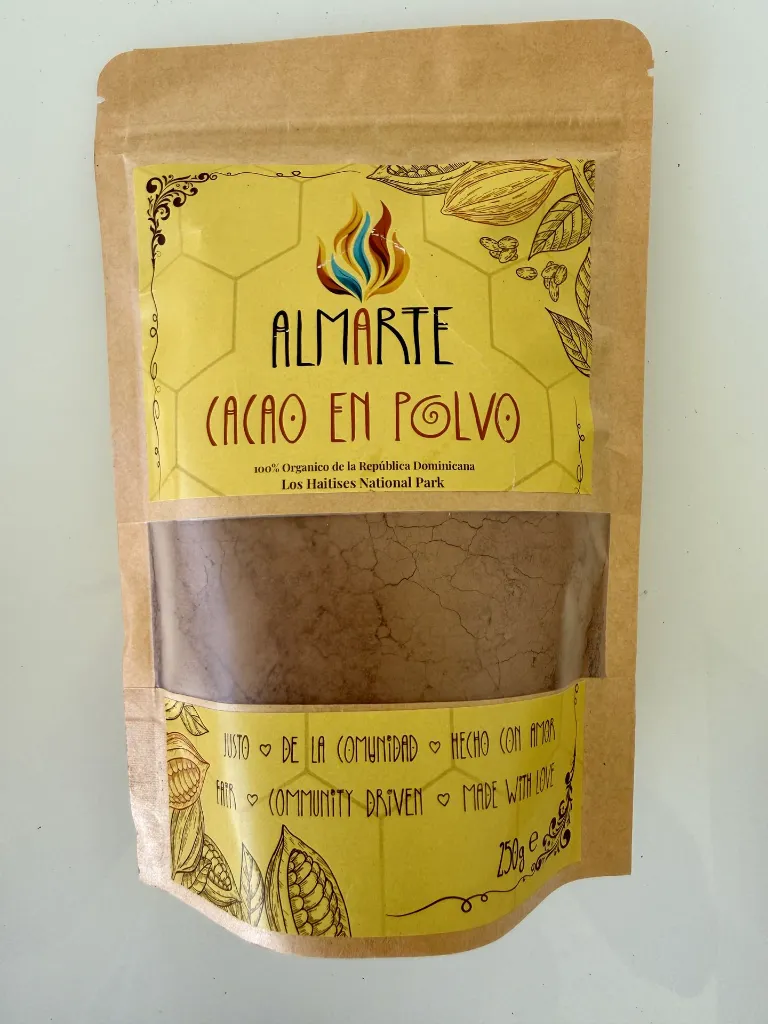 ALMARTE
CACAO EN POLVO
100% Organico de la República Dominicana
Los Haitises National Park
JUSTO ♡ DE LA COMUNIDAD ♡ HECHO CON AMOR
FAIR ♡ COMMUNITY DRIVEN ♡ MADE WITH LOVE
250g e